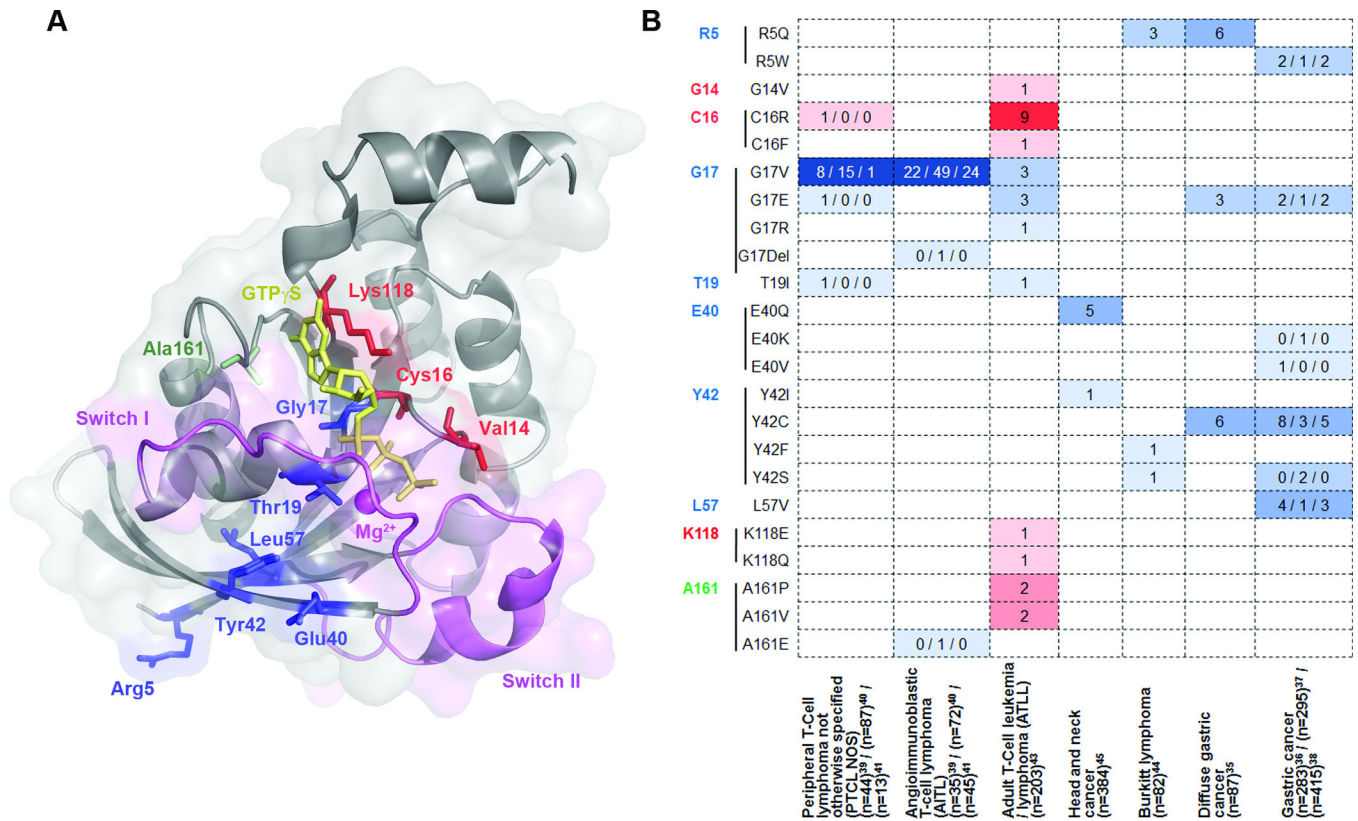 A
GTPγS
Lys118
Ala161
Cys16
Switch I
Gly17
Val14
Thr19
Mg²⁺
Leu57
Tyr42
Glu40
Arg5
Switch II
B
R5 R5Q 3 6
R5W 2 / 1 / 2
G14 G14V 1
C16 C16R 1 / 0 / 0 9
C16F 1
G17 G17V 8 / 15 / 1 22 / 49 / 24 3
G17E 1 / 0 / 0 3 3 2 / 1 / 2
G17R 1
G17Del 0 / 1 / 0
T19 T19I 1 / 0 / 0 1
E40 E40Q 5
E40K 0 / 1 / 0
E40V 1 / 0 / 0
Y42 Y42I 1
Y42C 6 8 / 3 / 5
Y42F 1
Y42S 1 0 / 2 / 0
L57 L57V 4 / 1 / 3
K118 K118E 1
K118Q 1
A161 A161P 2
A161V 2
A161E 0 / 1 / 0
Peripheral T-Cell
lymphoma not
otherwise specified
(PTCL NOS)
(n=44)³⁹ / (n=87)⁴⁰ /
(n=13)⁴¹
Angioimmunoblastic
T-cell lymphoma
(AITL)
(n=35)³⁹ / (n=72)⁴⁰ /
(n=45)⁴¹
Adult T-Cell leukemia
/ lymphoma (ATLL)
(n=203)⁴³
Head and neck
cancer
(n=384)⁴⁵
Burkitt lymphoma
(n=82)⁴⁴
Diffuse gastric
cancer
(n=87)³⁵
Gastric cancer
(n=283)³⁶ / (n=295)³⁷ /
(n=415)³⁸